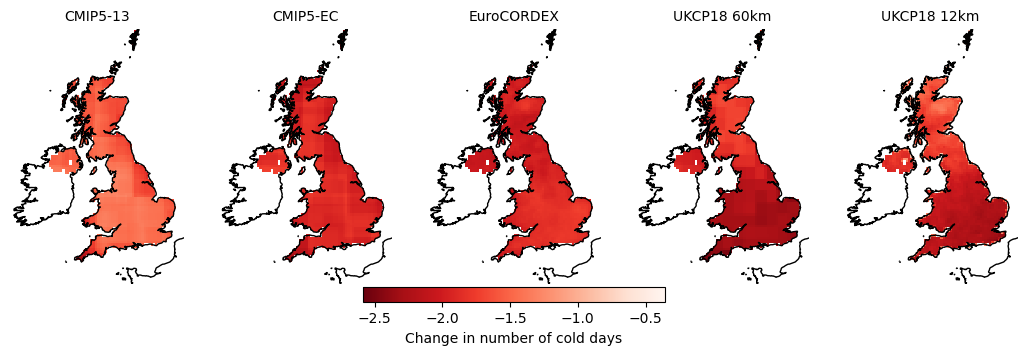 CMIP5-13 CMIP5-EC EuroCORDEX UKCP18 60km UKCP18 12km
−2.5 −2.0 −1.5 −1.0 −0.5
Change in number of cold days